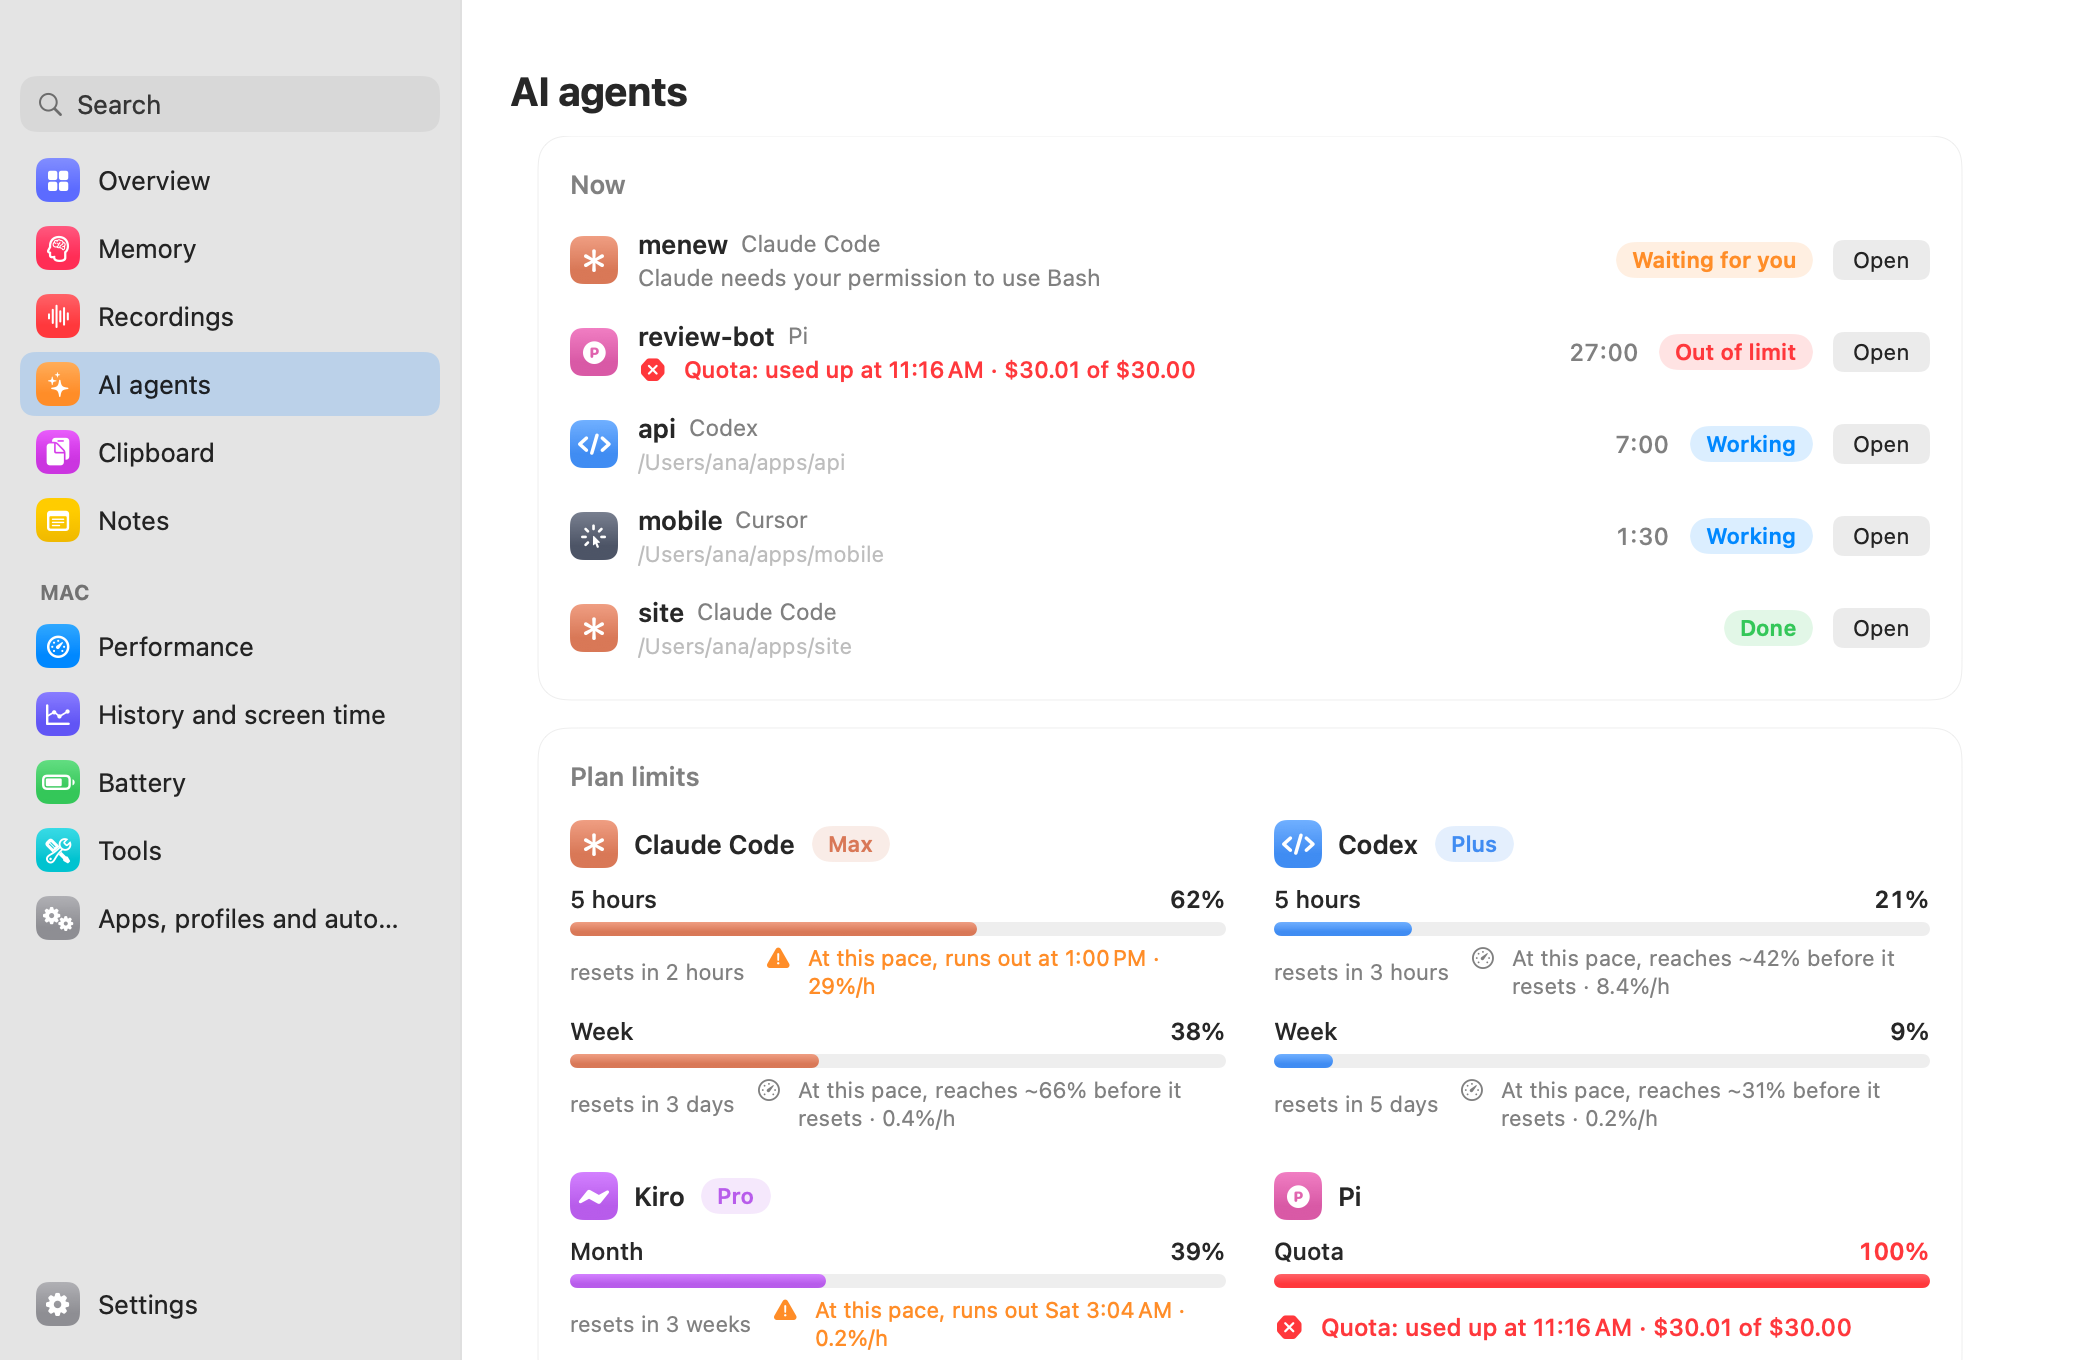 Search
Overview
Memory
Recordings
AI agents
Clipboard
Notes
MAC
Performance
History and screen time
Battery
Tools
Apps, profiles and auto...
Settings
AI agents
Now
menew Claude Code
Claude needs your permission to use Bash
Waiting for you Open
review-bot Pi
Quota: used up at 11:16 AM · $30.01 of $30.00
27:00 Out of limit Open
api Codex
/Users/ana/apps/api
7:00 Working Open
mobile Cursor
/Users/ana/apps/mobile
1:30 Working Open
site Claude Code
/Users/ana/apps/site
Done Open
Plan limits
Claude Code Max
5 hours 62%
resets in 2 hours
At this pace, runs out at 1:00 PM ·
29%/h
Week 38%
resets in 3 days
At this pace, reaches ~66% before it
resets · 0.4%/h
Codex Plus
5 hours 21%
resets in 3 hours
At this pace, reaches ~42% before it
resets · 8.4%/h
Week 9%
resets in 5 days
At this pace, reaches ~31% before it
resets · 0.2%/h
Kiro Pro
Month 39%
resets in 3 weeks
At this pace, runs out Sat 3:04 AM ·
0.2%/h
P Pi
Quota 100%
Quota: used up at 11:16 AM · $30.01 of $30.00